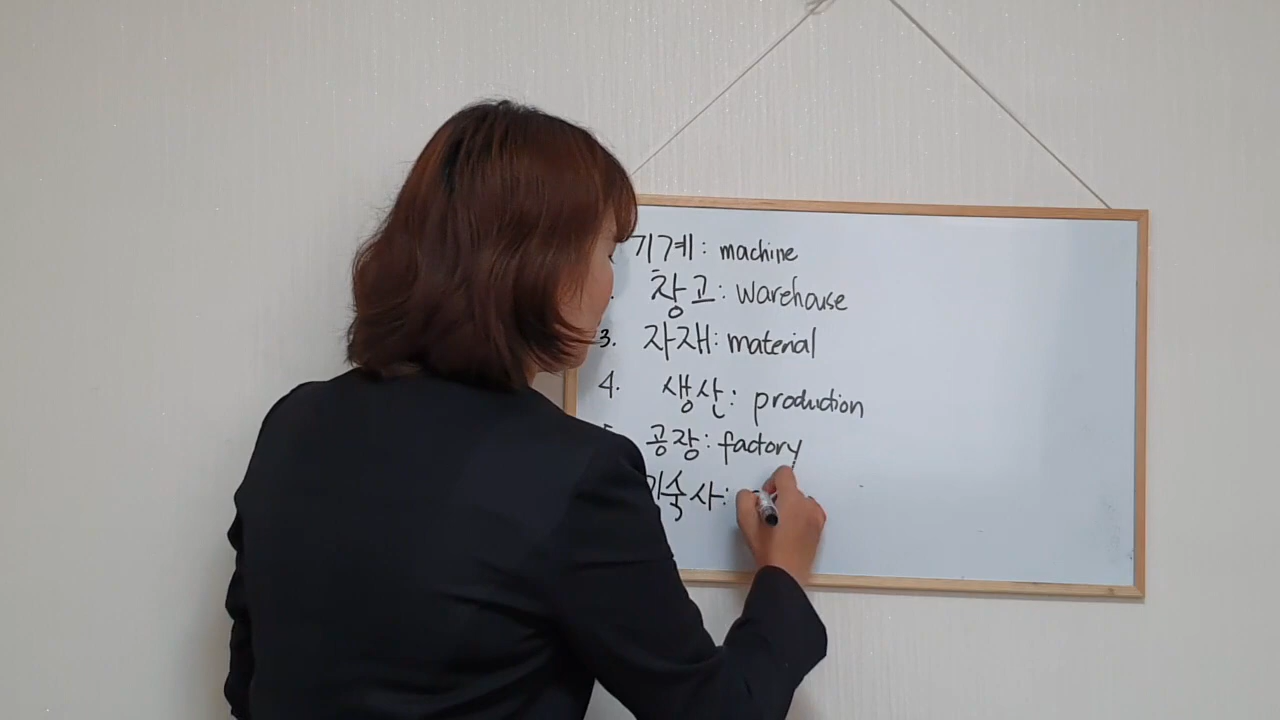 기계: machine
창고: warehouse
3. 자재: material
4. 생산: production
공장: factory
기숙사: